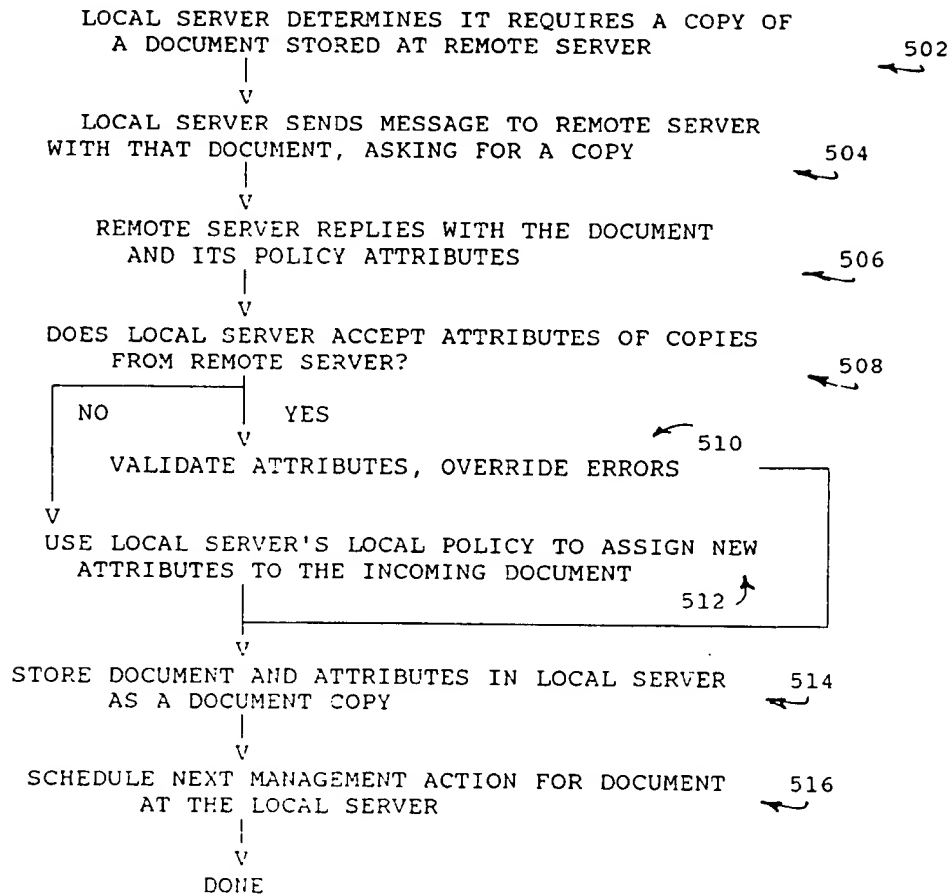 LOCAL SERVER DETERMINES IT REQUIRES A COPY OF
A DOCUMENT STORED AT REMOTE SERVER
502
LOCAL SERVER SENDS MESSAGE TO REMOTE SERVER
WITH THAT DOCUMENT, ASKING FOR A COPY
504
REMOTE SERVER REPLIES WITH THE DOCUMENT
AND ITS POLICY ATTRIBUTES
506
DOES LOCAL SERVER ACCEPT ATTRIBUTES OF COPIES
FROM REMOTE SERVER?
508
NO YES
510
VALIDATE ATTRIBUTES, OVERRIDE ERRORS
USE LOCAL SERVER'S LOCAL POLICY TO ASSIGN NEW
ATTRIBUTES TO THE INCOMING DOCUMENT
512
STORE DOCUMENT AND ATTRIBUTES IN LOCAL SERVER 514
AS A DOCUMENT COPY
SCHEDULE NEXT MANAGEMENT ACTION FOR DOCUMENT 516
AT THE LOCAL SERVER
DONE